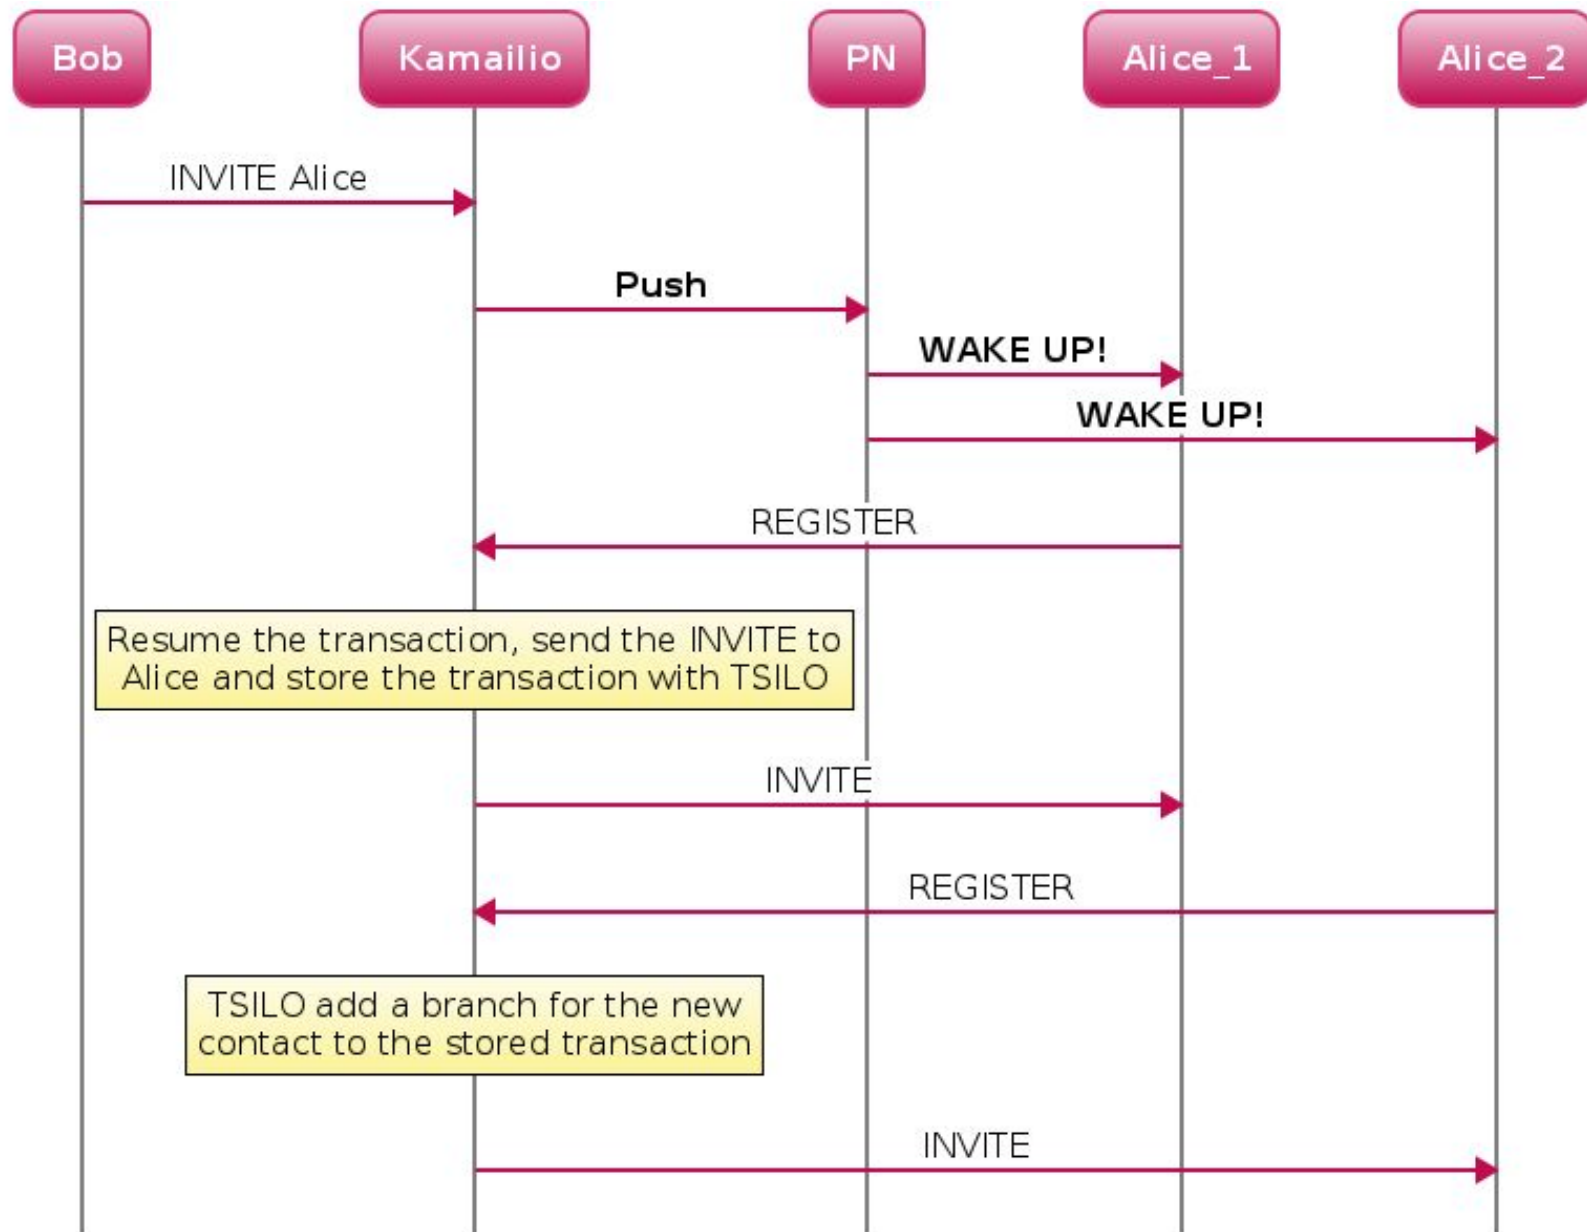 Bob
Kamailio
PN
Alice_1
Alice_2
INVITE Alice
Push
WAKE UP!
WAKE UP!
REGISTER
Resume the transaction, send the INVITE to
Alice and store the transaction with TSILO
INVITE
REGISTER
TSILO add a branch for the new
contact to the stored transaction
INVITE